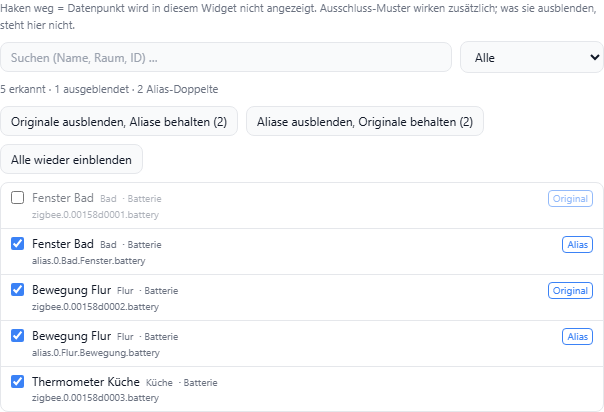 Haken weg = Datenpunkt wird in diesem Widget nicht angezeigt. Ausschluss-Muster wirken zusätzlich; was sie ausblenden,
steht hier nicht.
Suchen (Name, Raum, ID) ...
Alle
5 erkannt · 1 ausgeblendet · 2 Alias-Doppelte
Originale ausblenden, Aliase behalten (2)
Aliase ausblenden, Originale behalten (2)
Alle wieder einblenden
Fenster Bad Bad · Batterie Original
zigbee.0.00158d0001.battery
Fenster Bad Bad · Batterie Alias
alias.0.Bad.Fenster.battery
Bewegung Flur Flur · Batterie Original
zigbee.0.00158d0002.battery
Bewegung Flur Flur · Batterie Alias
alias.0.Flur.Bewegung.battery
Thermometer Küche Küche · Batterie
zigbee.0.00158d0003.battery